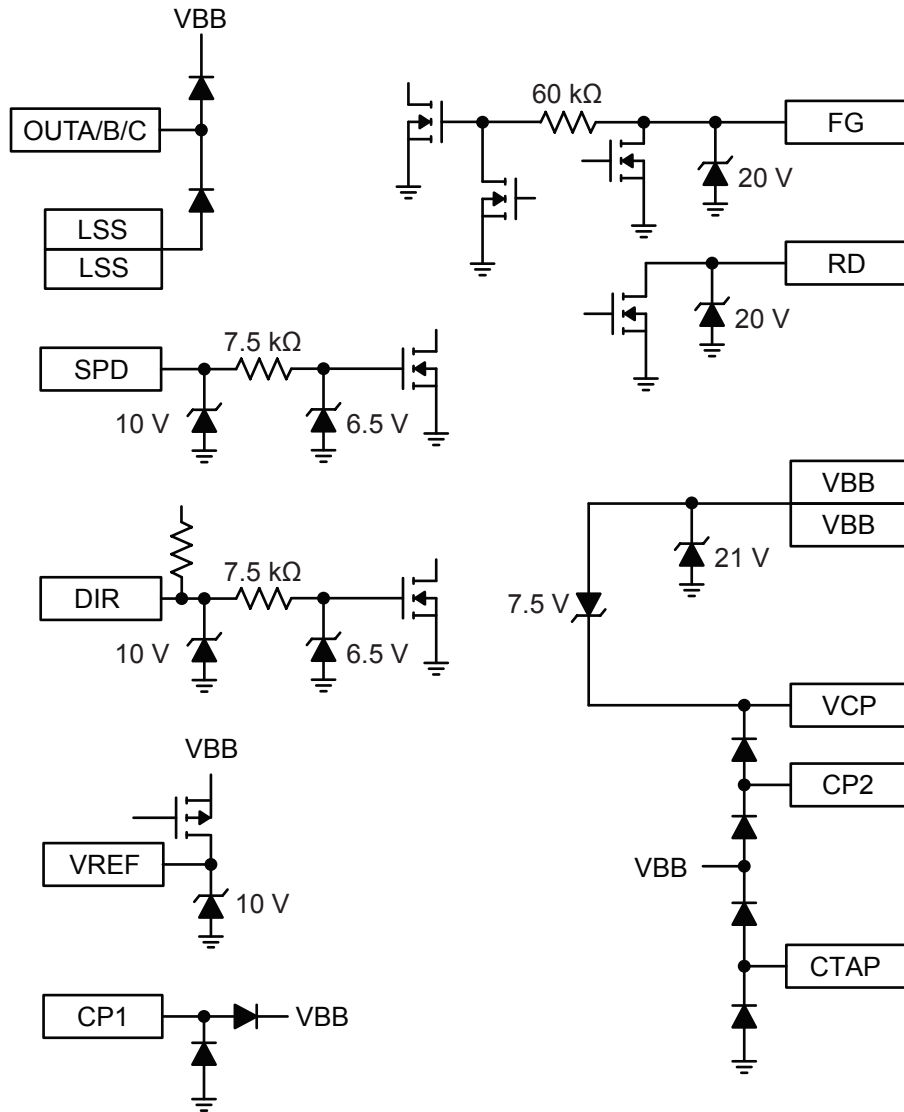 VBB
OUTA/B/C
LSS
LSS
60 kΩ
FG
20 V
RD
20 V
7.5 kΩ
SPD
10 V
6.5 V
7.5 kΩ
DIR
10 V
6.5 V
VBB
VBB
21 V
7.5 V
VCP
CP2
VBB
CTAP
VBB
VREF
10 V
CP1
VBB